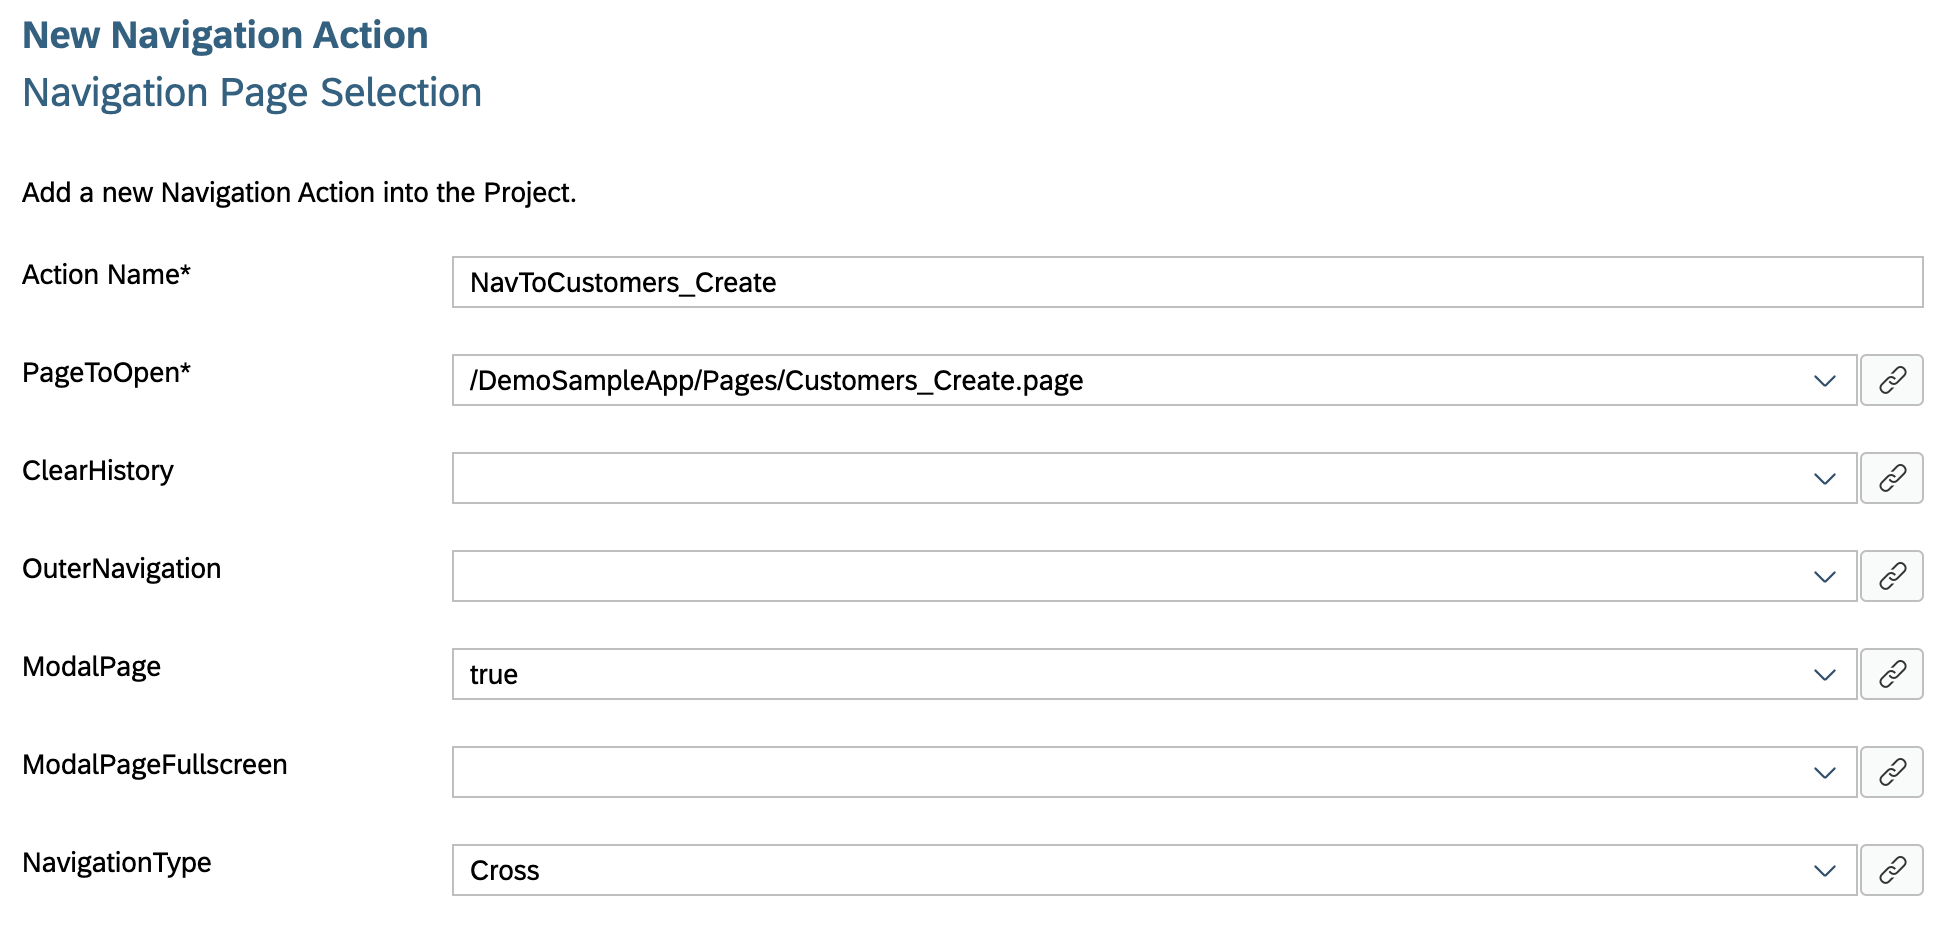 New Navigation Action
Navigation Page Selection
Add a new Navigation Action into the Project.
Action Name* NavToCustomers_Create
PageToOpen* /DemoSampleApp/Pages/Customers_Create.page
ClearHistory
OuterNavigation
ModalPage true
ModalPageFullscreen
NavigationType Cross